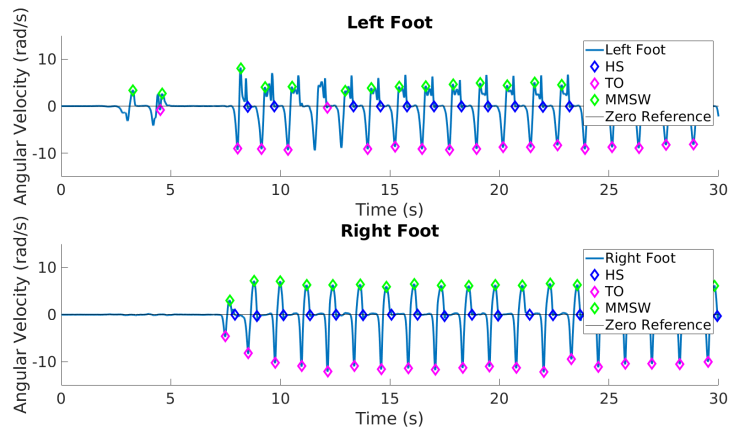 Left Foot
Angular Velocity (rad/s)
10
0
-10
0 5 10 15 20 25 30
Time (s)
Left Foot
HS
TO
MMSW
Zero Reference
Right Foot
Angular Velocity (rad/s)
10
0
-10
0 5 10 15 20 25 30
Time (s)
Right Foot
HS
TO
MMSW
Zero Reference